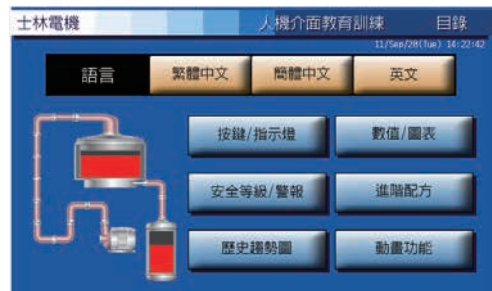 士林電機 人機介面教育訓練 目錄
11/Sep/20(Tue) 14:22:42
語言 繁體中文 簡體中文 英文
按鍵/指示燈 數值/圖表
安全等級/警報 進階配方
歷史趨勢圖 動畫功能